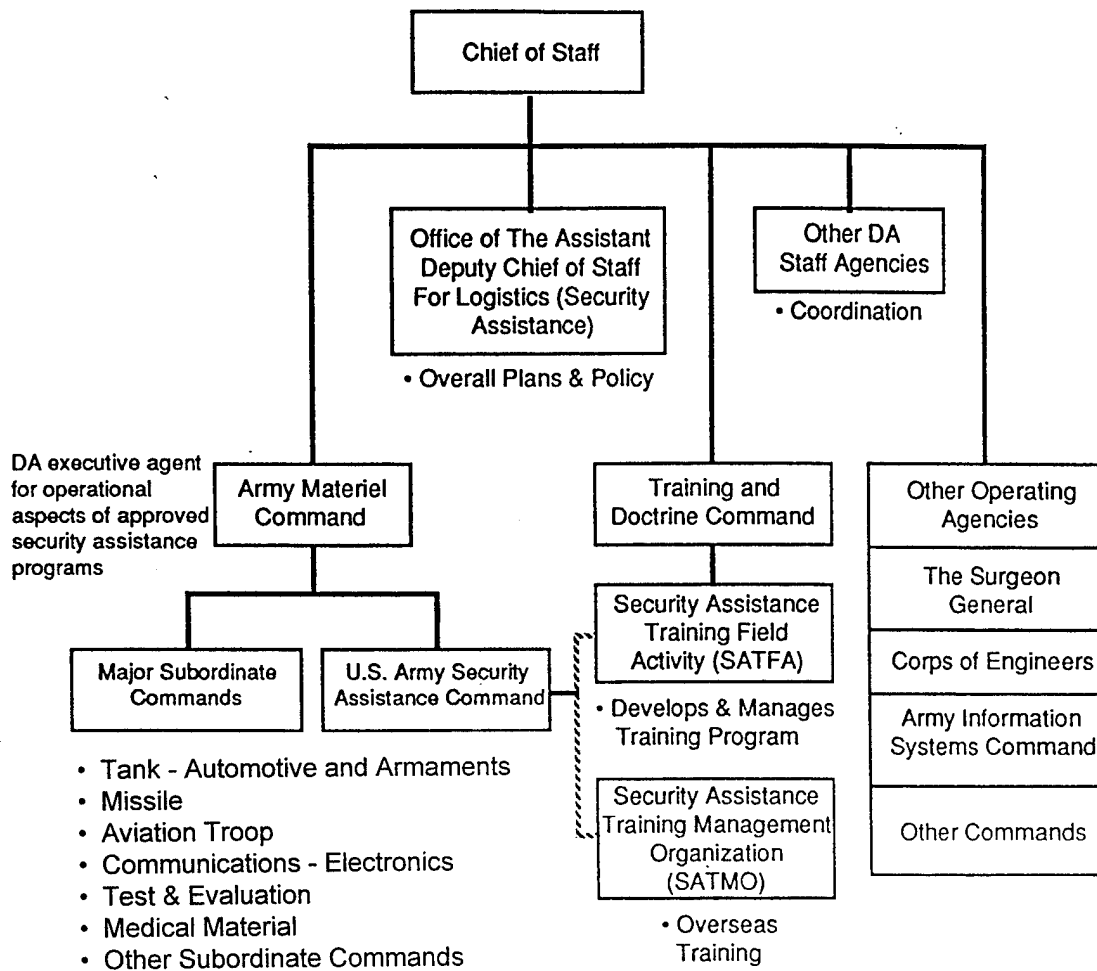 Chief of Staff
Office of The Assistant
Deputy Chief of Staff
For Logistics (Security
Assistance)
• Overall Plans & Policy
Other DA
Staff Agencies
• Coordination
DA executive agent
for operational
aspects of approved
security assistance
programs
Army Materiel
Command
Training and
Doctrine Command
Other Operating
Agencies
The Surgeon
General
Corps of Engineers
Army Information
Systems Command
Other Commands
Major Subordinate
Commands
U.S. Army Security
Assistance Command
Security Assistance
Training Field
Activity (SATFA)
• Develops & Manages
Training Program
Security Assistance
Training Management
Organization
(SATMO)
• Overseas
Training
• Tank - Automotive and Armaments
• Missile
• Aviation Troop
• Communications - Electronics
• Test & Evaluation
• Medical Material
• Other Subordinate Commands